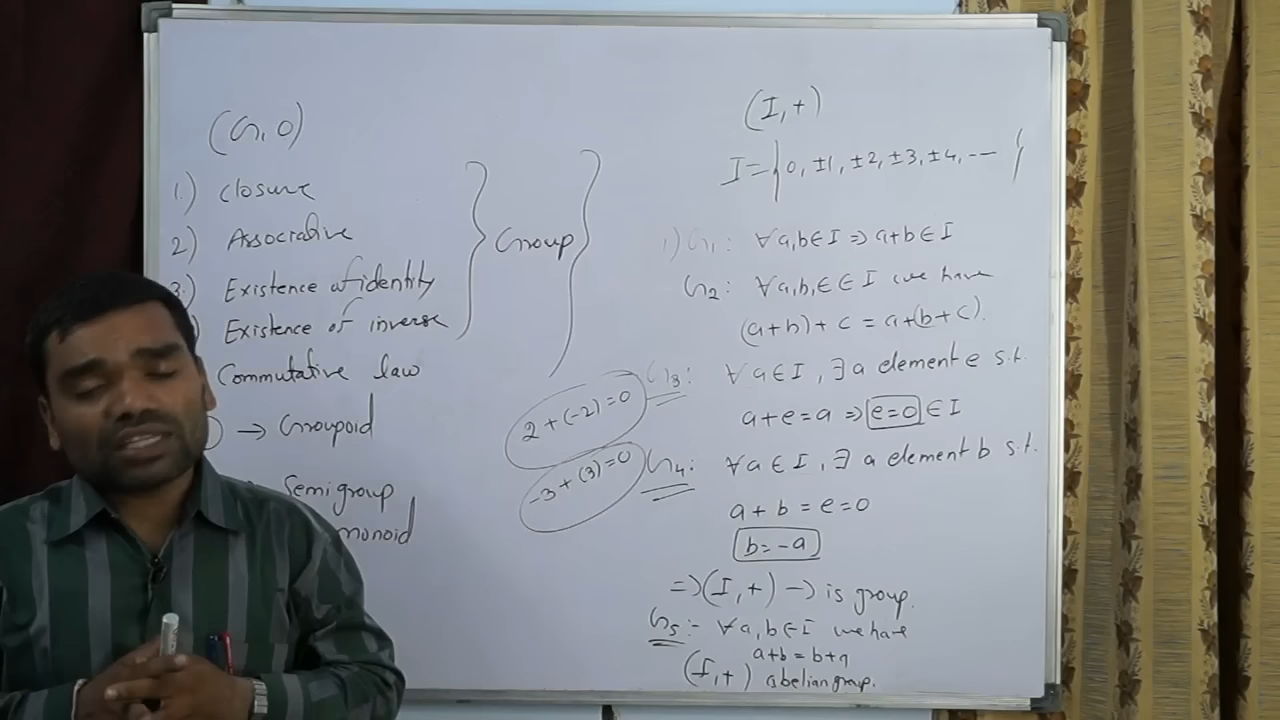 (G, o)
1.) Closure
2) Associative
3.) Existence of identity
) Existence of inverse
Commutative law
) → Groupoid
Semigroup
monoid
Group
2 + (-2) = 0
-3 + (3) = 0
(I, +)
I = { 0, ±1, ±2, ±3, ±4, --- }
1) G1 : ∀ a,b ∈ I ⇒ a+b ∈ I
G2 : ∀ a,b,∈ ∈ I we have
(a+b) + c = a+(b+c).
G3 : ∀ a ∈ I , ∃ a element e s.t.
a+e = a ⇒ e=0 ∈ I
G4 : ∀ a ∈ I , ∃ a element b s.t.
a + b = e = 0
b = -a
⇒ (I, +) → is group.
G5 :- ∀ a, b ∈ I we have
a+b = b+a
(I, +) abelian group.